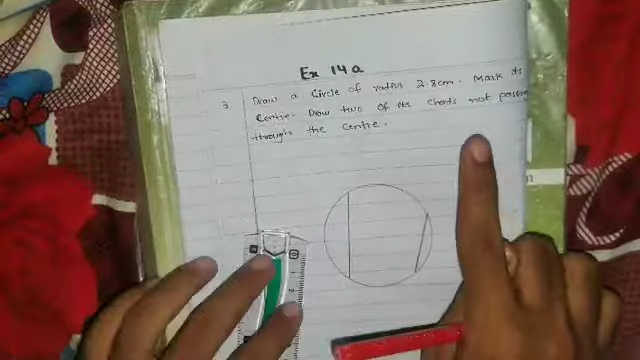 Ex 14a
3 Draw a Circle of radius 2.8cm. Mark its
Centre. Draw two of its Chords not passin
through the Centre.